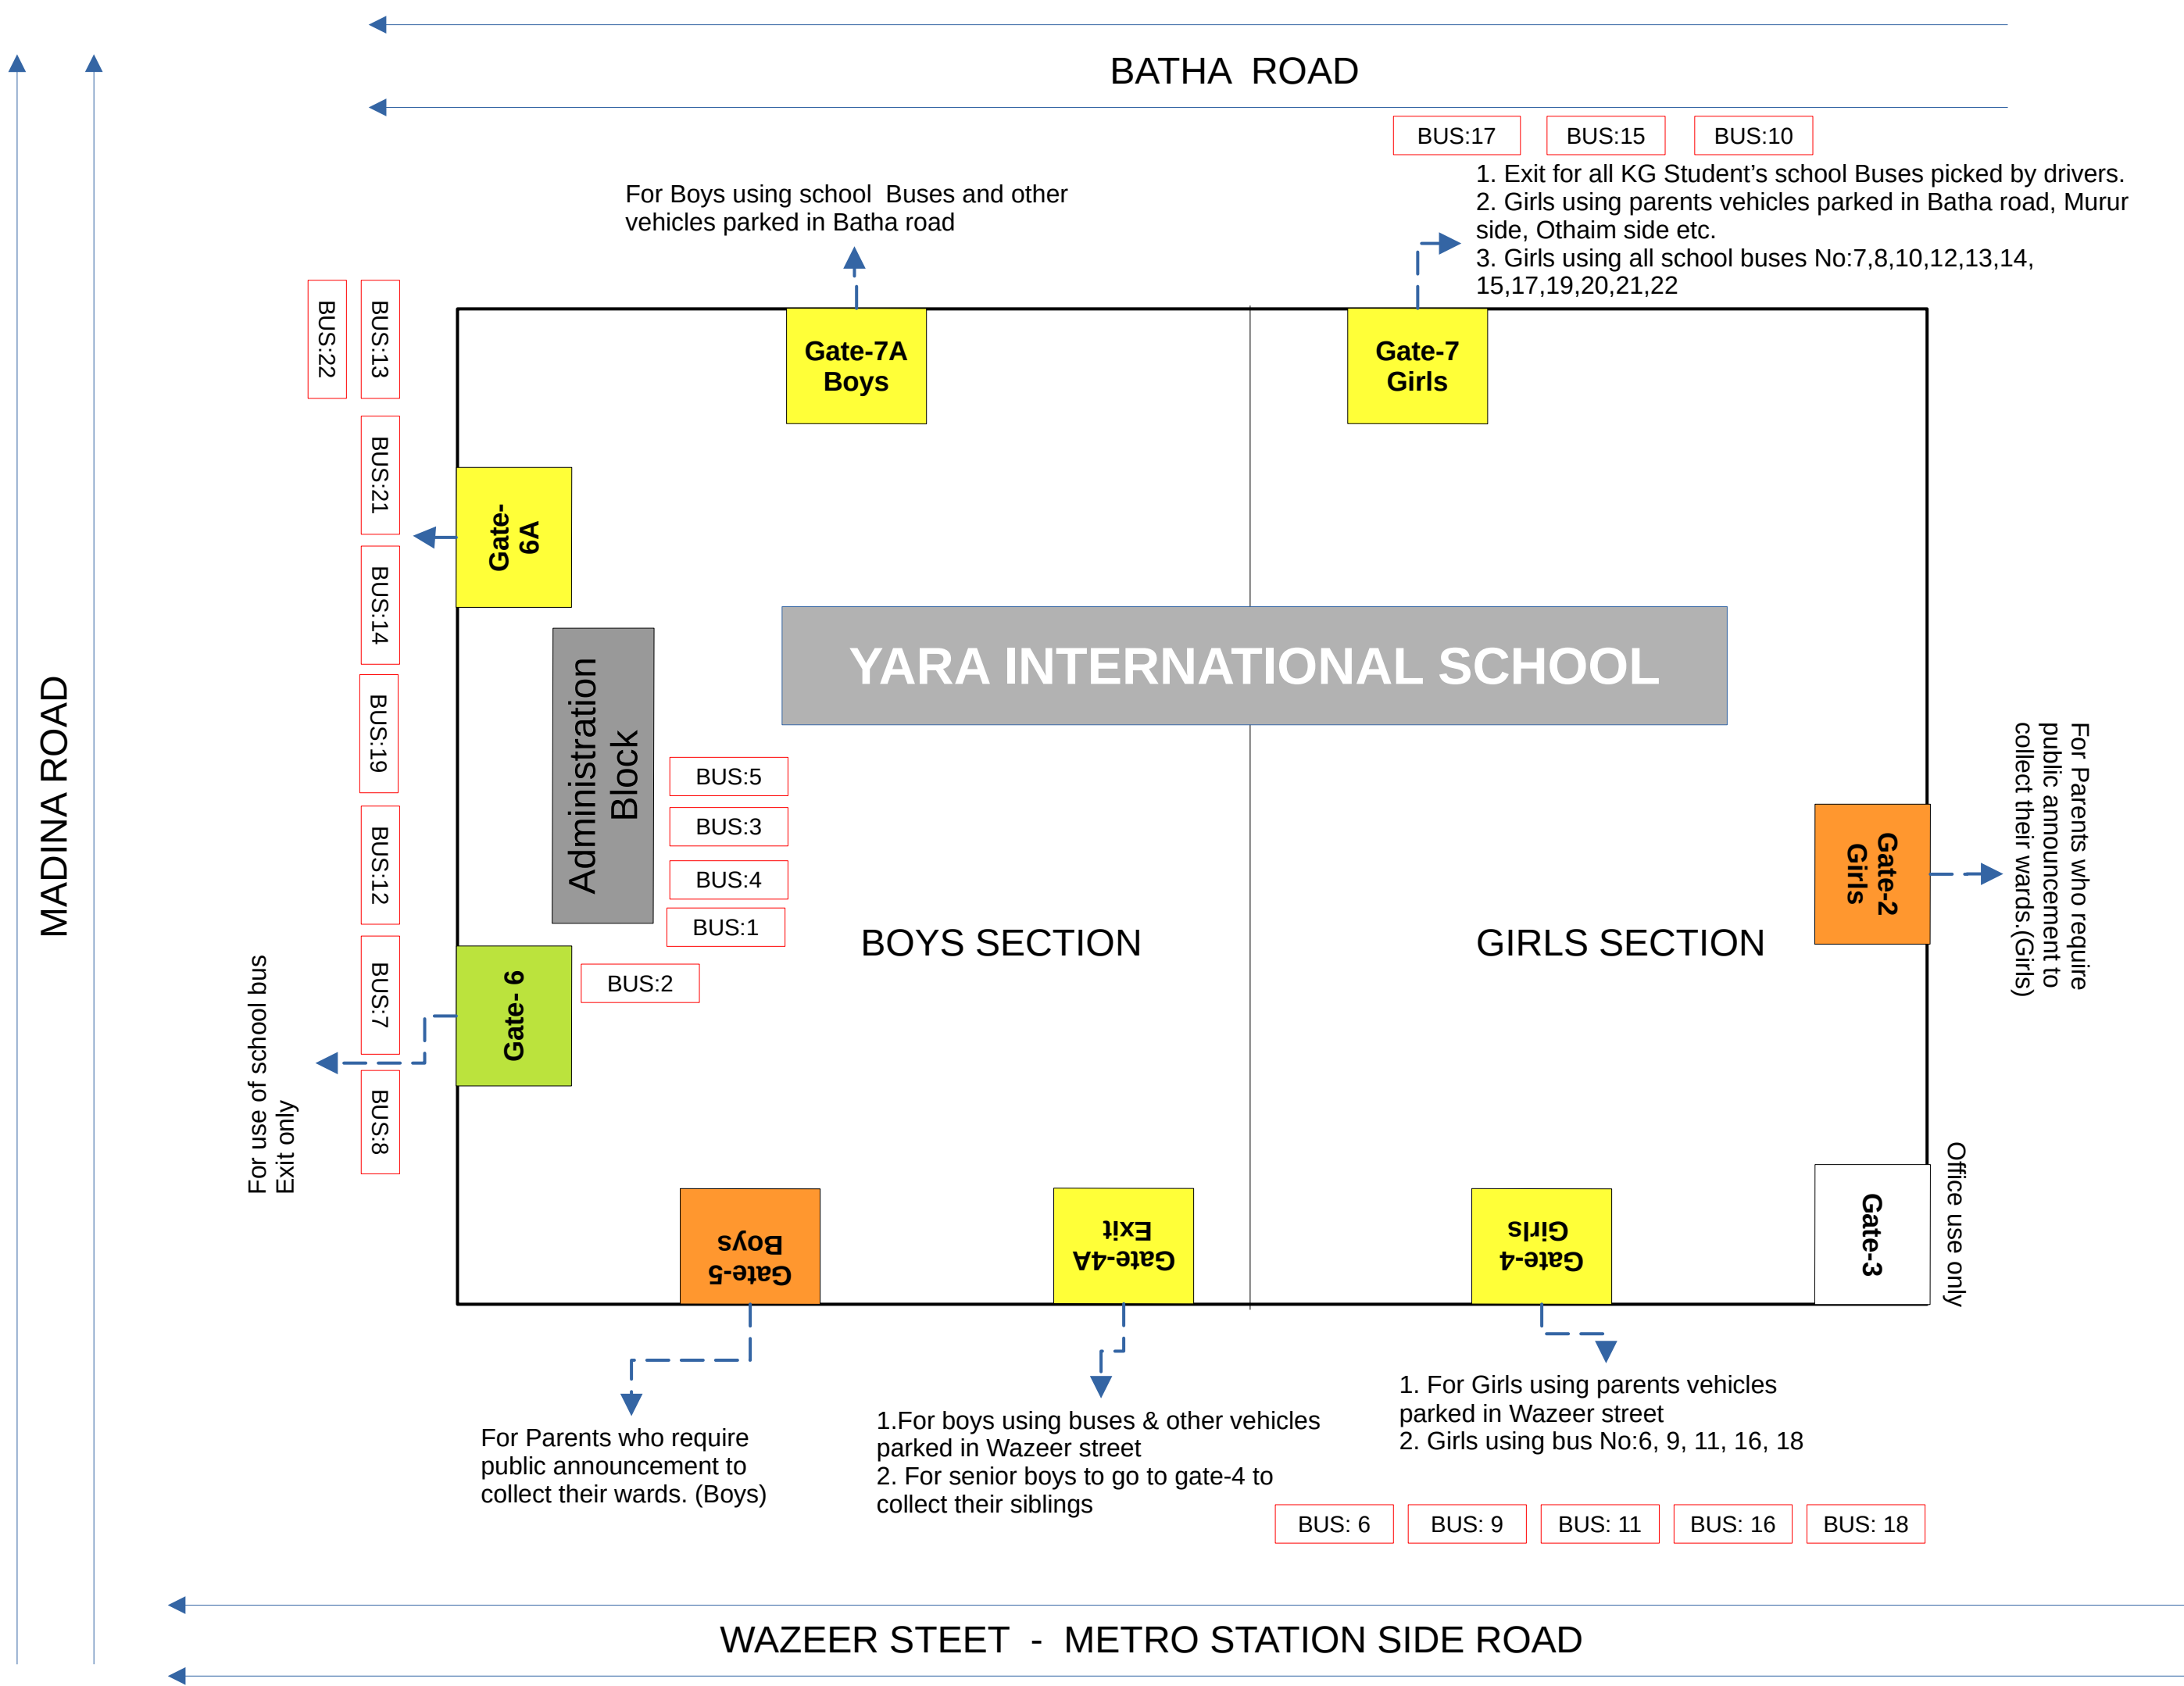 BATHA ROAD
BUS:17
BUS:15
BUS:10
1. Exit for all KG Student’s school Buses picked by drivers.
2. Girls using parents vehicles parked in Batha road, Murur
side, Othaim side etc.
3. Girls using all school buses No:7,8,10,12,13,14,
15,17,19,20,21,22
For Boys using school Buses and other
vehicles parked in Batha road
BUS:22
BUS:13
BUS:21
BUS:14
BUS:19
BUS:12
BUS:7
BUS:8
Gate-7A
Boys
Gate-7
Girls
Gate-
6A
YARA INTERNATIONAL SCHOOL
Administration
Block
MADINA ROAD
BUS:5
BUS:3
BUS:4
BUS:1
BUS:2
BOYS SECTION
GIRLS SECTION
Gate-2
Girls
For Parents who require
public announcement to
collect their wards.(Girls)
Gate- 6
For use of school bus
Exit only
Gate-5
Boys
Gate-4A
Exit
Gate-4
Girls
Gate-3
Office use only
For Parents who require
public announcement to
collect their wards. (Boys)
1.For boys using buses & other vehicles
parked in Wazeer street
2. For senior boys to go to gate-4 to
collect their siblings
1. For Girls using parents vehicles
parked in Wazeer street
2. Girls using bus No:6, 9, 11, 16, 18
BUS: 6
BUS: 9
BUS: 11
BUS: 16
BUS: 18
WAZEER STEET - METRO STATION SIDE ROAD